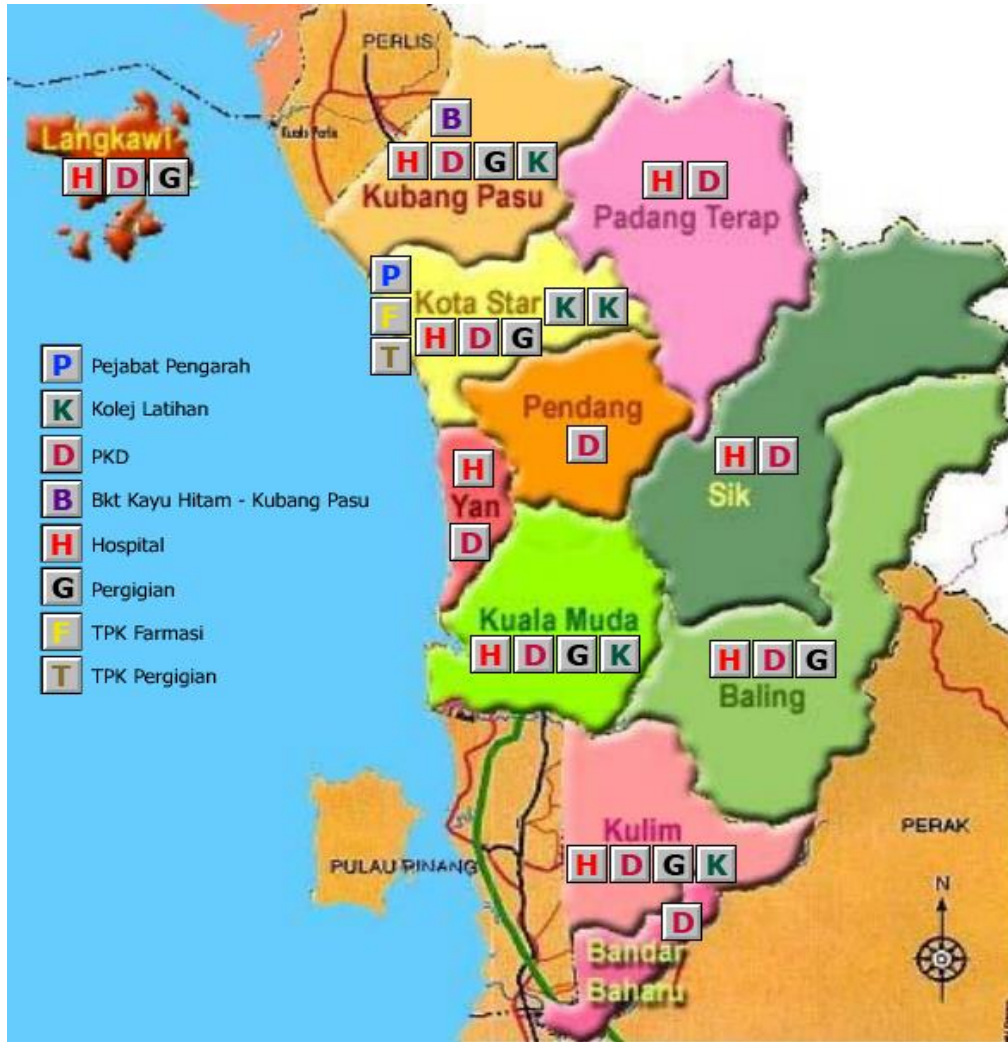 PERLIS
Langkawi
Kuala Perlis
H D G
B
H D G K
Kubang Pasu
H D
Padang Terap
P
F
T
Kota Star K K
H D G
Pendang
D
H
Yan
D
H D
Sik
Kuala Muda
H D G K
H D G
Baling
Kulim
H D G K
D
Bandar
Baharu
PULAU PINANG
PERAK
N
P Pejabat Pengarah
K Kolej Latihan
D PKD
B Bkt Kayu Hitam - Kubang Pasu
H Hospital
G Pergigian
F TPK Farmasi
T TPK Pergigian